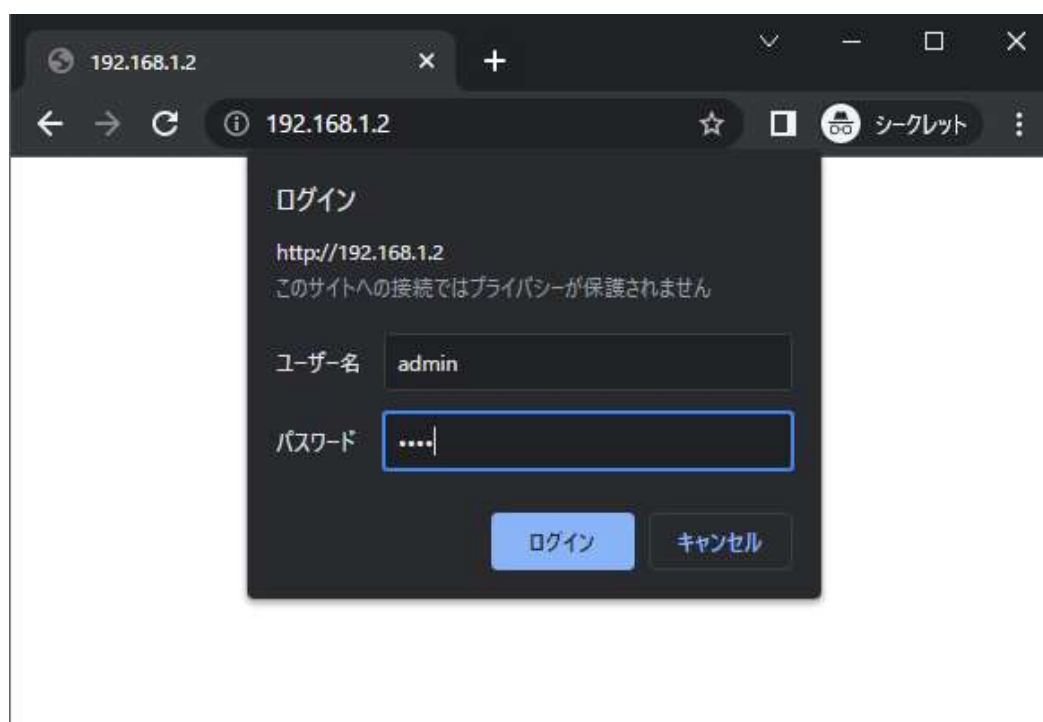 192.168.1.2
192.168.1.2
シークレット
ログイン
http://192.168.1.2
このサイトへの接続ではプライバシーが保護されません
ユーザー名 admin
パスワード ••••
ログイン キャンセル